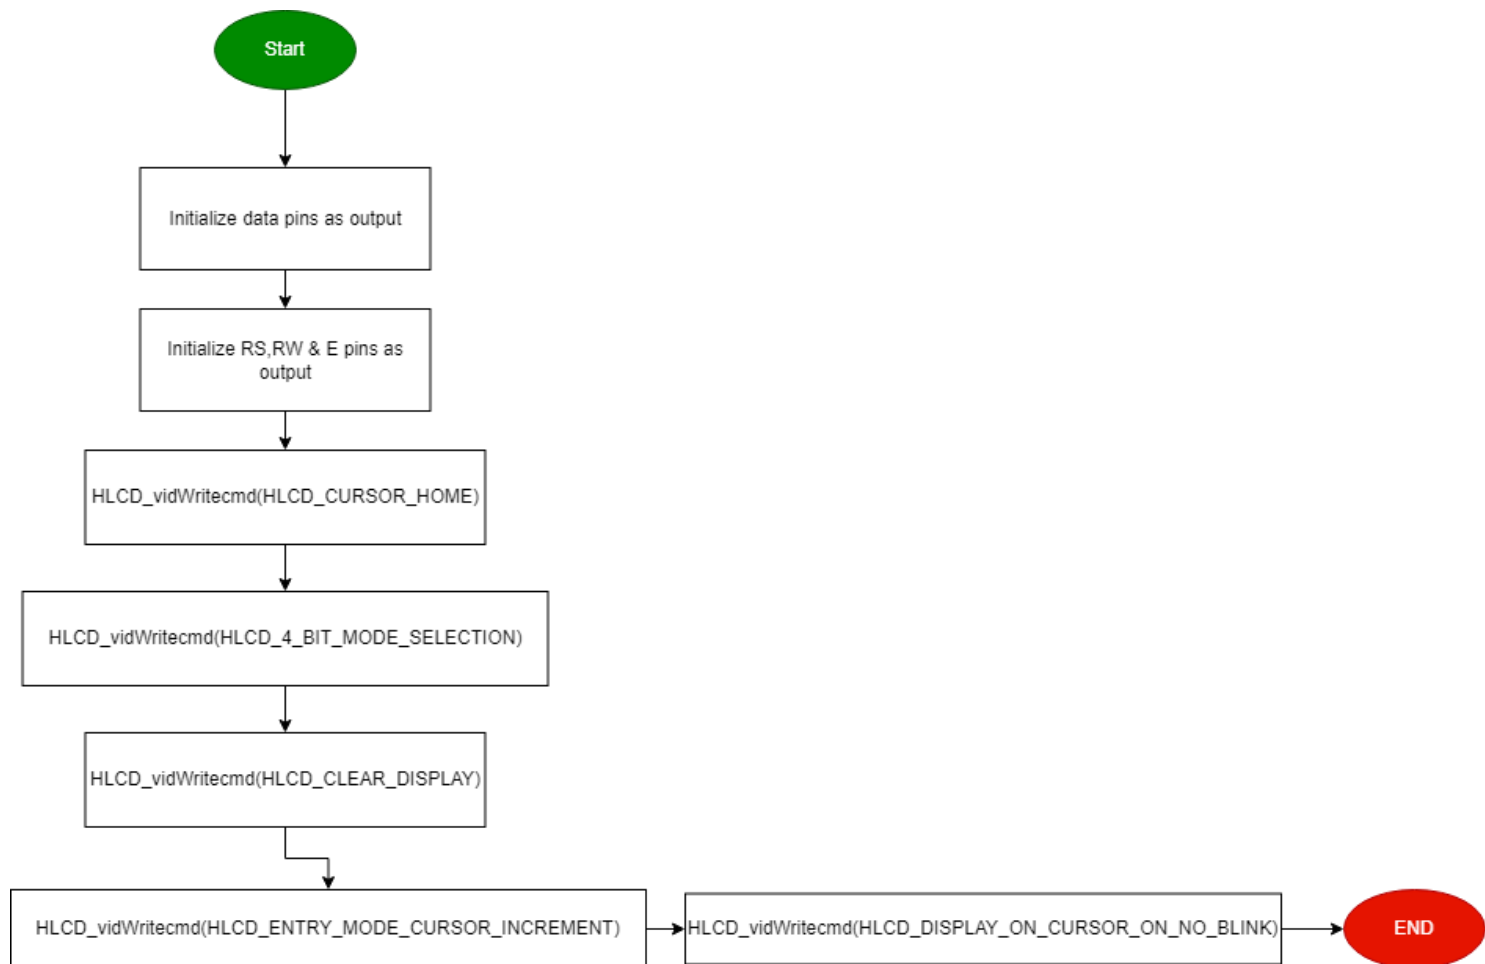 Start
Initialize data pins as output
Initialize RS,RW & E pins as
output
HLCD_vidWritecmd(HLCD_CURSOR_HOME)
HLCD_vidWritecmd(HLCD_4_BIT_MODE_SELECTION)
HLCD_vidWritecmd(HLCD_CLEAR_DISPLAY)
HLCD_vidWritecmd(HLCD_ENTRY_MODE_CURSOR_INCREMENT)
HLCD_vidWritecmd(HLCD_DISPLAY_ON_CURSOR_ON_NO_BLINK)
END